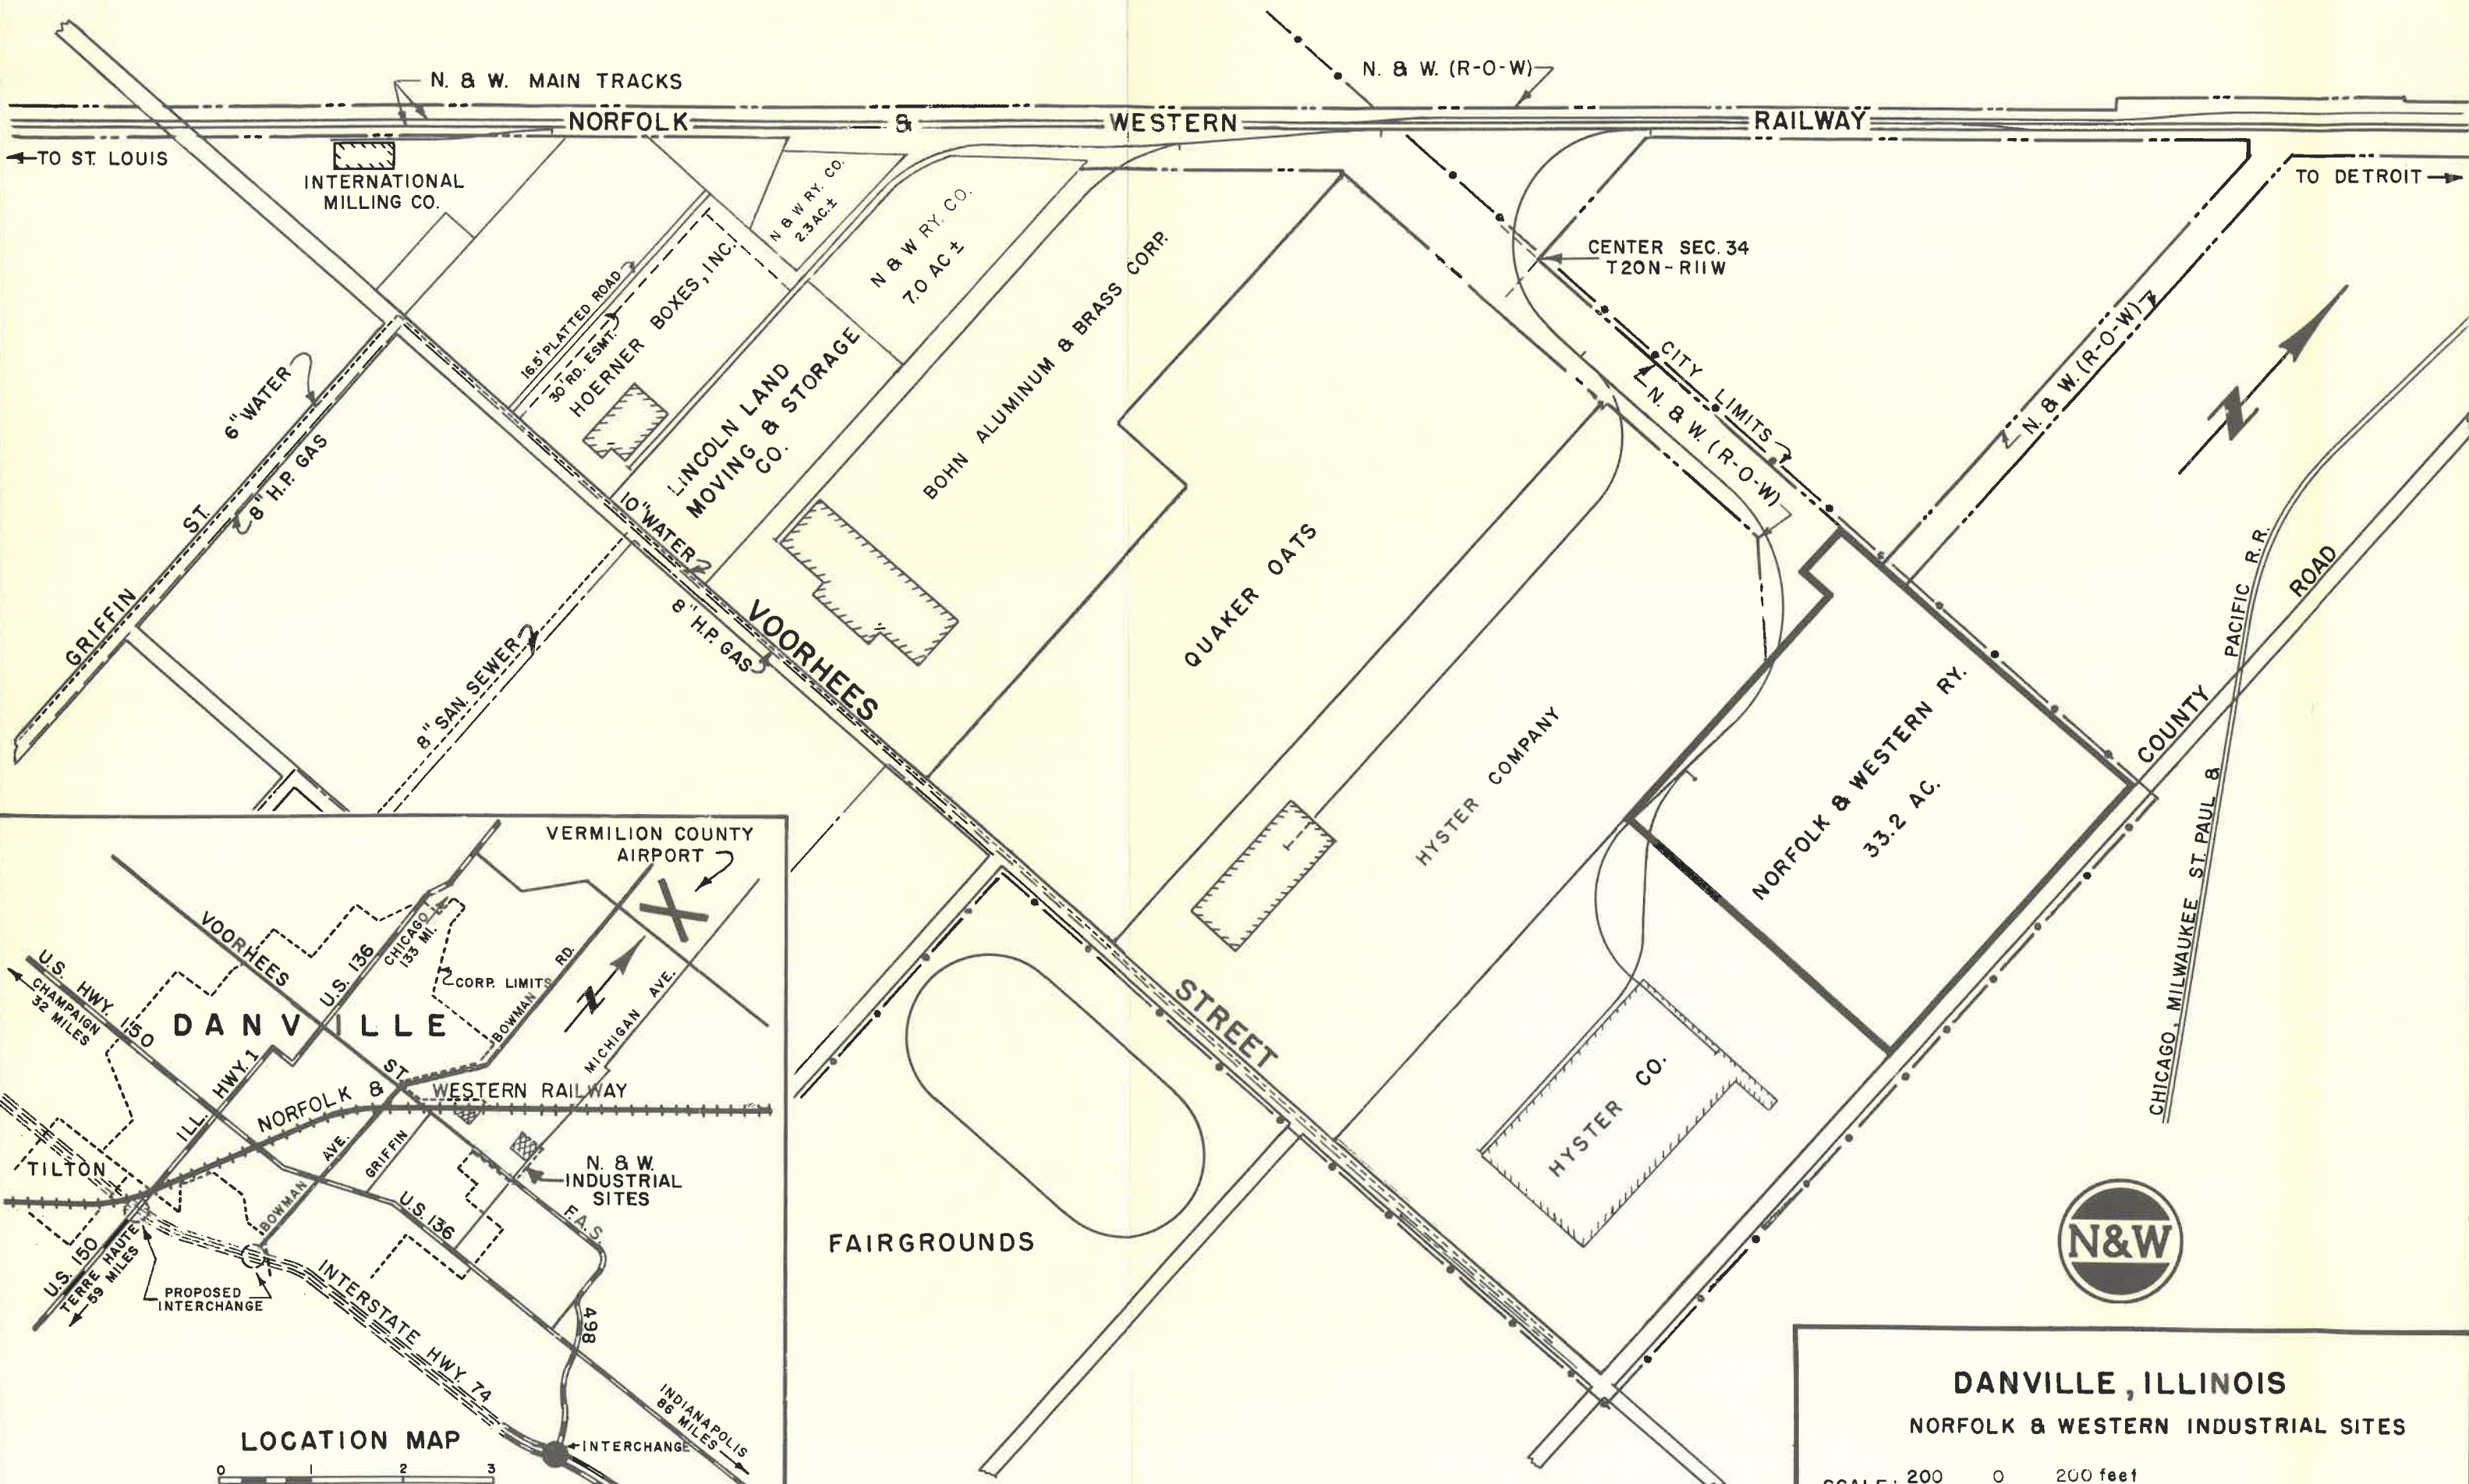 N. & W. MAIN TRACKS
N. & W. (R-O-W)
NORFOLK & WESTERN RAILWAY
TO ST. LOUIS
TO DETROIT
INTERNATIONAL
MILLING CO.
N & W RY. CO.
2.3 AC.±
N & W RY. CO.
7.0 AC ±
16.5' PLATTED ROAD
30' RD. ESMT.
HOERNER BOXES, INC.
LINCOLN LAND
MOVING & STORAGE
CO.
BOHN ALUMINUM & BRASS CORP.
CENTER SEC. 34
T20N-R11W
CITY LIMITS
N. & W. (R-O-W)
N. & W. (R-O-W)
N
6" WATER
8" H.P. GAS
GRIFFIN ST.
10" WATER
8" H.P. GAS
8" SAN. SEWER
VOORHEES STREET
QUAKER OATS
HYSTER COMPANY
NORFOLK & WESTERN RY.
33.2 AC.
COUNTY ROAD
CHICAGO, MILWAUKEE ST. PAUL & PACIFIC R.R.
HYSTER CO.
FAIRGROUNDS
VERMILION COUNTY
AIRPORT
VOORHEES ST.
U.S. 136
CHICAGO
133 MI.
CORP. LIMITS
BOWMAN RD.
N
MICHIGAN AVE.
U.S. HWY. 150
CHAMPAIGN
32 MILES
DANVILLE
ILL. HWY. 1
NORFOLK & WESTERN RAILWAY
TILTON
BOWMAN AVE.
GRIFFIN
U.S. 136
N. & W.
INDUSTRIAL
SITES
F.A.S. 498
U.S. 150
TERRE HAUTE
59 MILES
PROPOSED
INTERCHANGE
INTERSTATE HWY. 74
INDIANAPOLIS
86 MILES
INTERCHANGE
LOCATION MAP
0 1 2 3
N&W
DANVILLE, ILLINOIS
NORFOLK & WESTERN INDUSTRIAL SITES
SCALE: 200 0 200 feet